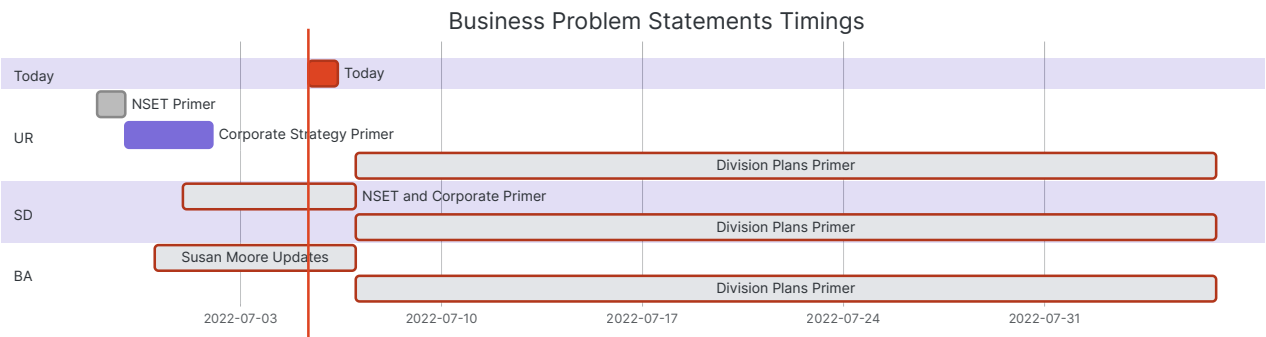 Business Problem Statements Timings
Today
Today
NSET Primer
UR
Corporate Strategy Primer
Division Plans Primer
NSET and Corporate Primer
SD
Division Plans Primer
Susan Moore Updates
BA
Division Plans Primer
2022-07-03
2022-07-10
2022-07-17
2022-07-24
2022-07-31